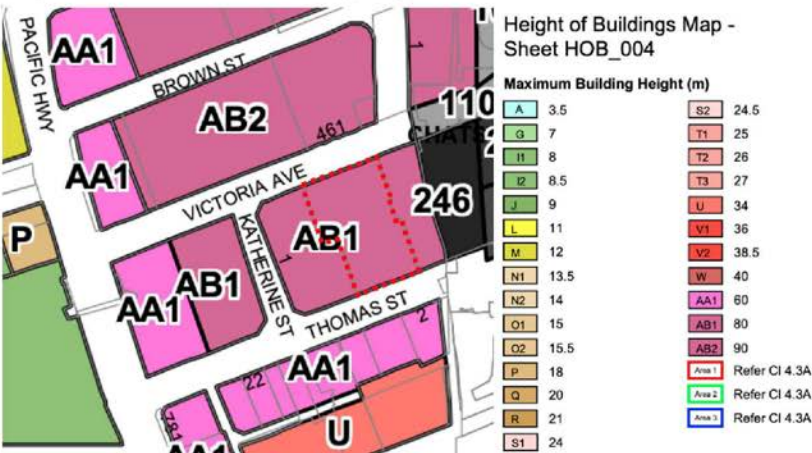 Height of Buildings Map -
Sheet HOB_004
Maximum Building Height (m)
A 3.5
G 7
I1 8
I2 8.5
J 9
L 11
M 12
N1 13.5
N2 14
O1 15
O2 15.5
P 18
Q 20
R 21
S1 24
S2 24.5
T1 25
T2 26
T3 27
U 34
V1 36
V2 38.5
W 40
AA1 60
AB1 80
AB2 90
Area 1 Refer Cl 4.3A
Area 2 Refer Cl 4.3A
Area 3 Refer Cl 4.3A
PACIFIC HWY
AA1
BROWN ST
1
110
AB2
461
CHATS
AA1
VICTORIA AVE
246
P
KATHERINE ST
AB1
1
AB1
AA1
THOMAS ST
2
AA1
22
781
AA1
U